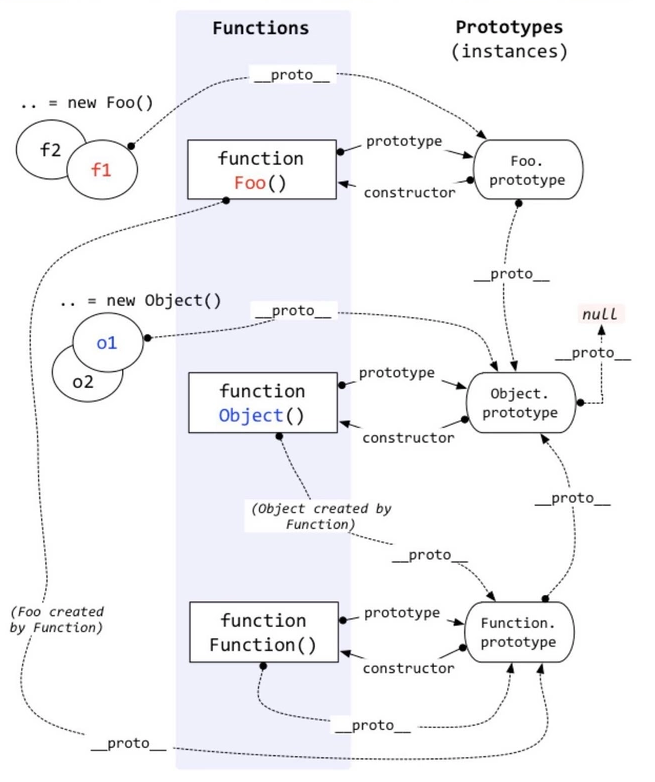 Functions
Prototypes
(instances)
__proto__
.. = new Foo()
f2
f1
function
Foo()
prototype
constructor
Foo.
prototype
__proto__
.. = new Object()
__proto__
null
__proto__
o1
o2
function
Object()
prototype
constructor
Object.
prototype
(Object created by
Function)
__proto__
__proto__
(Foo created
by Function)
function
Function()
prototype
constructor
Function.
prototype
__proto__
__proto__